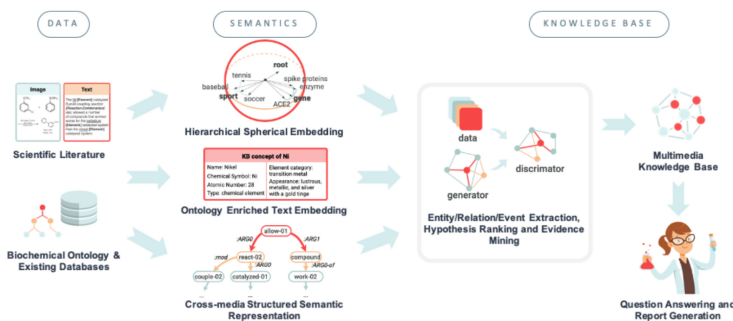 DATA
SEMANTICS
KNOWLEDGE BASE
Image
Text
Scientific Literature
Biochemical Ontology &
Existing Databases
root
tennis
spike proteins
baseball
enzyme
sport
gene
soccer
ACE2
Hierarchical Spherical Embedding
KB concept of Ni
Name: Nikel
Chemical Symbol: Ni
Atomic Number: 28
Type: chemical element
Element category:
transition metal
Appearance: lustrous,
metallic, and silver
with a gold tinge
Ontology Enriched Text Embedding
allow-01
:ARG0
:ARG1
:mod
react-02
compound
:ARG0
:ARG0-of
couple-02
catalyzed-01
work-02
Cross-media Structured Semantic
Representation
data
generator
discrimator
Entity/Relation/Event Extraction,
Hypothesis Ranking and Evidence
Mining
Multimedia
Knowledge Base
Question Answering and
Report Generation